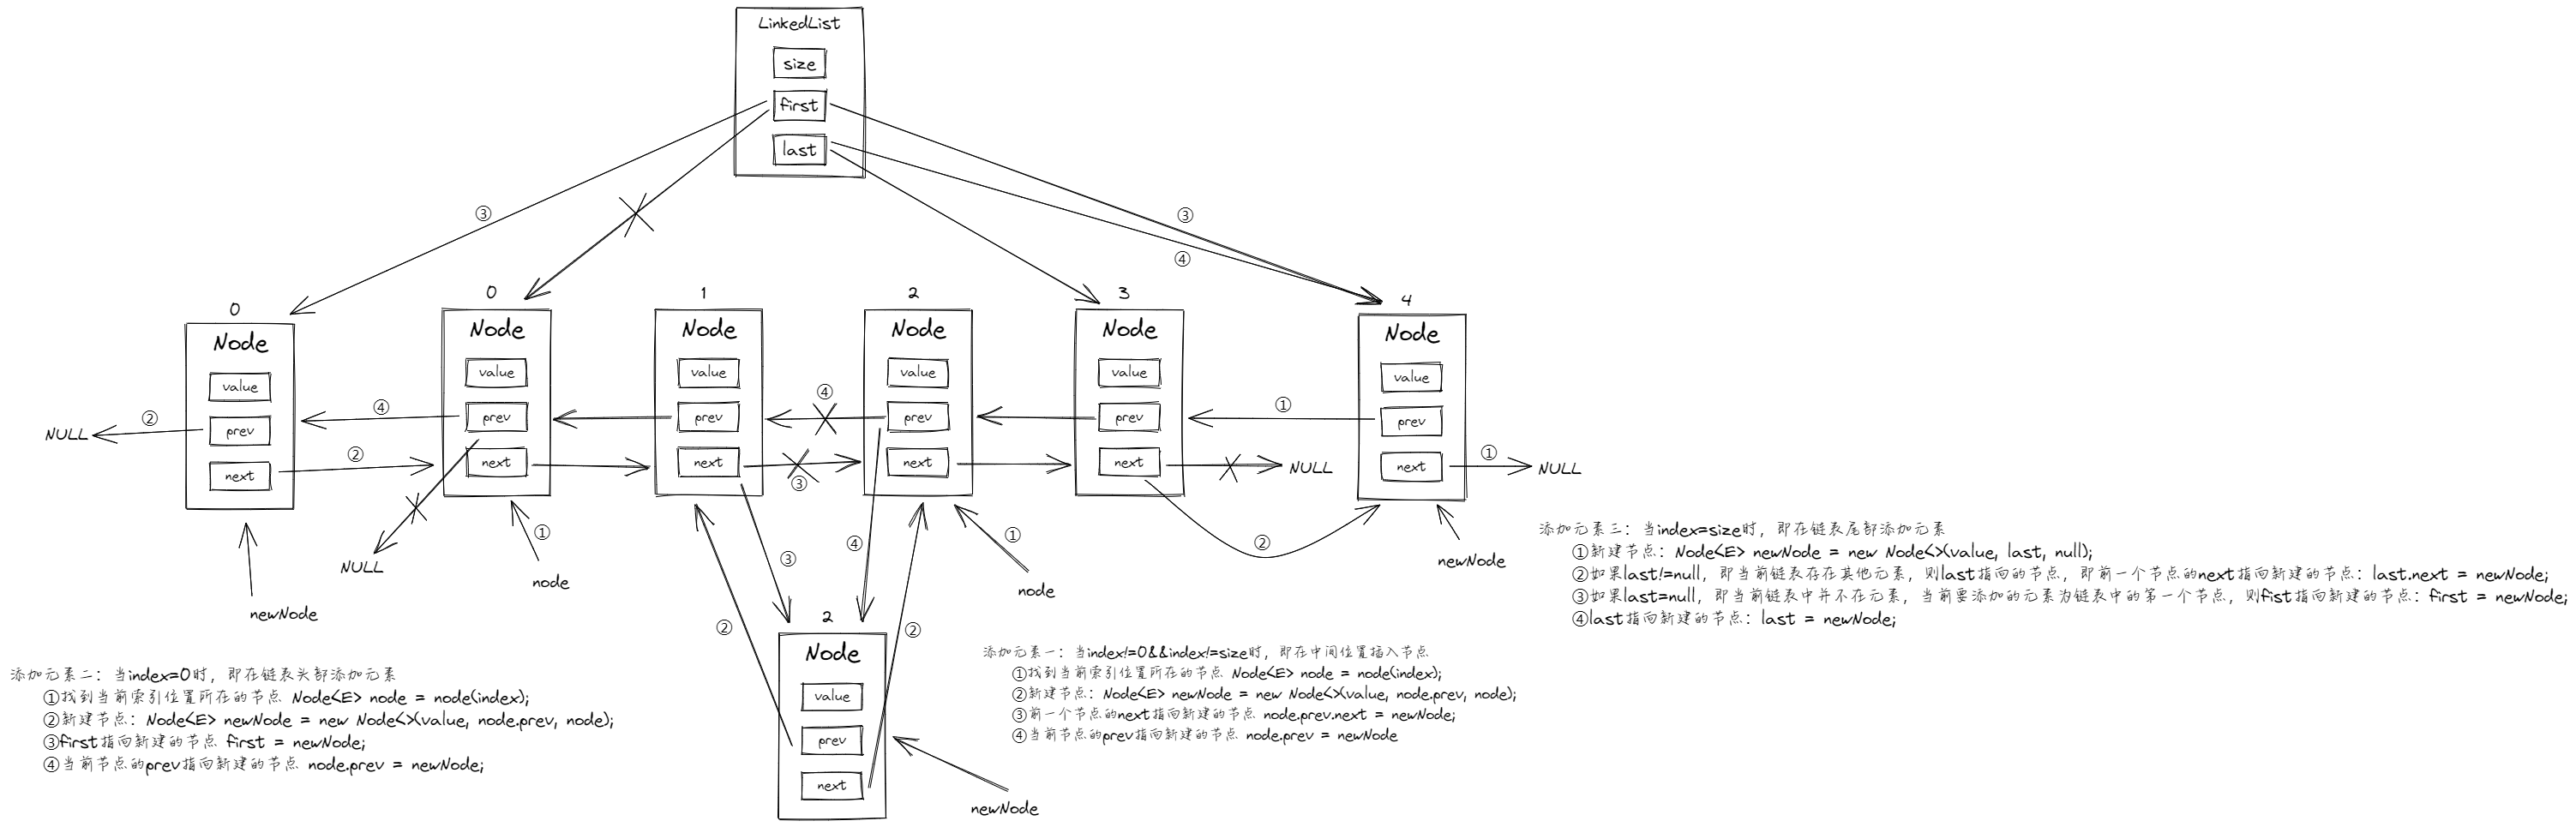 LinkedList
size
first
last
③
③
④
0
0
1
2
3
4
Node
value
prev
next
Node
value
prev
next
Node
value
prev
next
Node
value
prev
next
Node
value
prev
next
Node
value
prev
next
NULL
②
④
②
④
③
①
NULL
①
NULL
NULL
①
node
newNode
③
④
②
②
①
node
②
newNode
2
Node
value
prev
next
newNode
添加元素三：当index=size时，即在链表尾部添加元素
①新建节点：Node<E> newNode = new Node<>(value, last, null);
②如果last!=null，即当前链表存在其他元素，则last指向的节点，即前一个节点的next指向新建的节点：last.next = newNode;
③如果last=null，即当前链表中并不在元素，当前要添加的元素为链表中的第一个节点，则fist指向新建的节点：first = newNode;
④last指向新建的节点：last = newNode;
添加元素一：当index!=0&&index!=size时，即在中间位置插入节点
①找到当前索引位置所在的节点 Node<E> node = node(index);
②新建节点：Node<E> newNode = new Node<>(value, node.prev, node);
③前一个节点的next指向新建的节点 node.prev.next = newNode;
④当前节点的prev指向新建的节点 node.prev = newNode
添加元素二：当index=0时，即在链表头部添加元素
①找到当前索引位置所在的节点 Node<E> node = node(index);
②新建节点：Node<E> newNode = new Node<>(value, node.prev, node);
③first指向新建的节点 first = newNode;
④当前节点的prev指向新建的节点 node.prev = newNode;